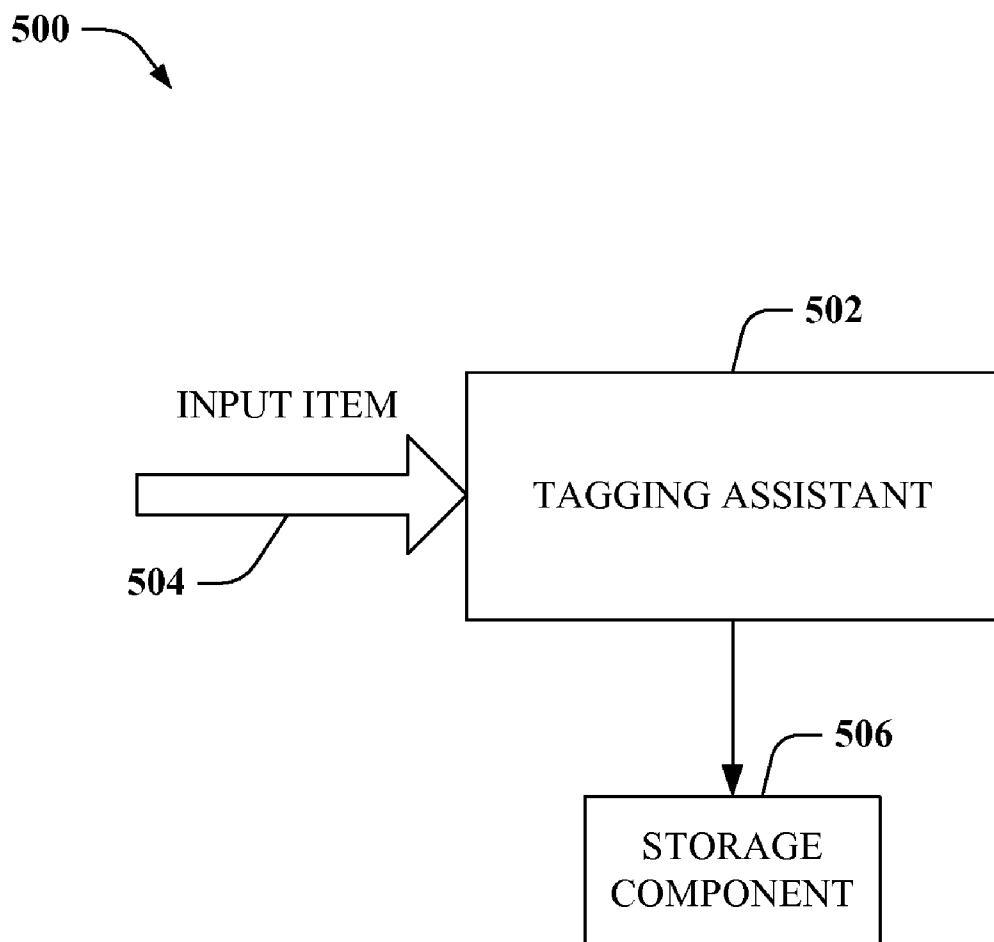 500
502
INPUT ITEM
TAGGING ASSISTANT
504
506
STORAGE
COMPONENT